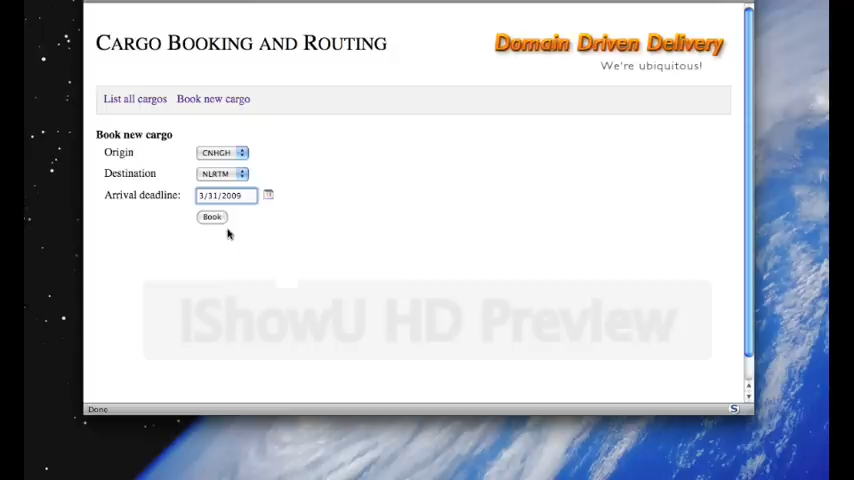 CARGO BOOKING AND ROUTING
Domain Driven Delivery
We're ubiquitous!
List all cargos Book new cargo
Book new cargo
Origin CNHGH
Destination NLRTM
Arrival deadline: 3/31/2009
Book
IShowU HD Preview
Done
S